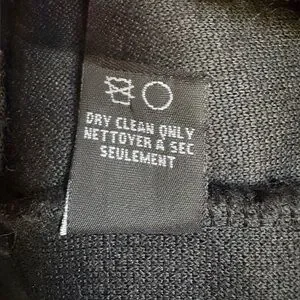 DRY CLEAN ONLY
NETTOYER A SEC
SEULEMENT